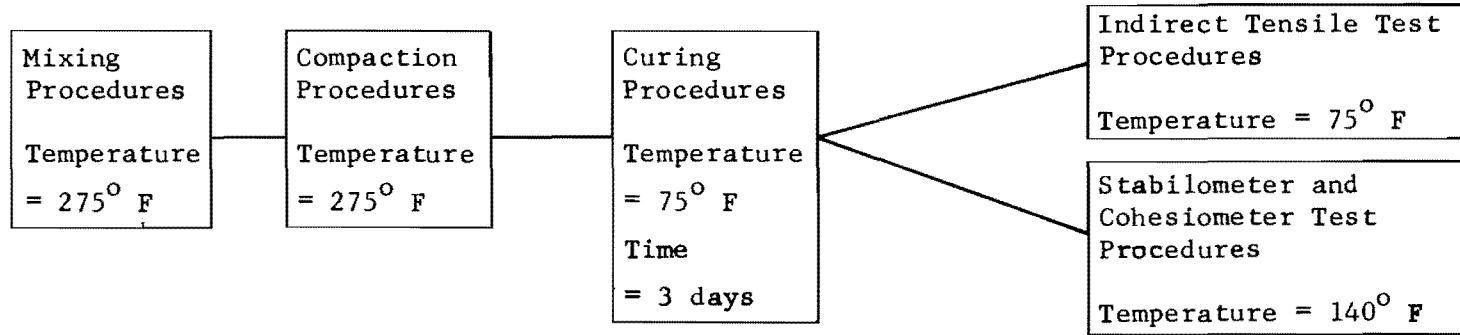 Mixing
Procedures
Temperature
= 275° F
Compaction
Procedures
Temperature
= 275° F
Curing
Procedures
Temperature
= 75° F
Time
= 3 days
Indirect Tensile Test
Procedures
Temperature = 75° F
Stabilometer and
Cohesiometer Test
Procedures
Temperature = 140° F